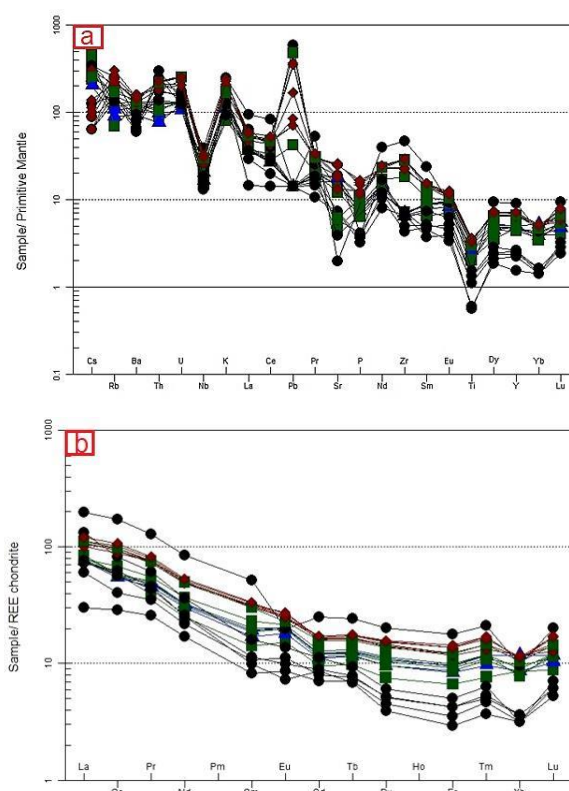 a
1000
100
10
1
0.1
Sample/ Primitive Mantle
Cs Ba U K Ce Pr P Zr Eu Dy Yb
Rb Th Nb La Pb Sr Nd Sm Ti Y Lu
b
1000
100
10
1
Sample/ REE chondrite
La Pr Pm Eu Tb Ho Tm Lu